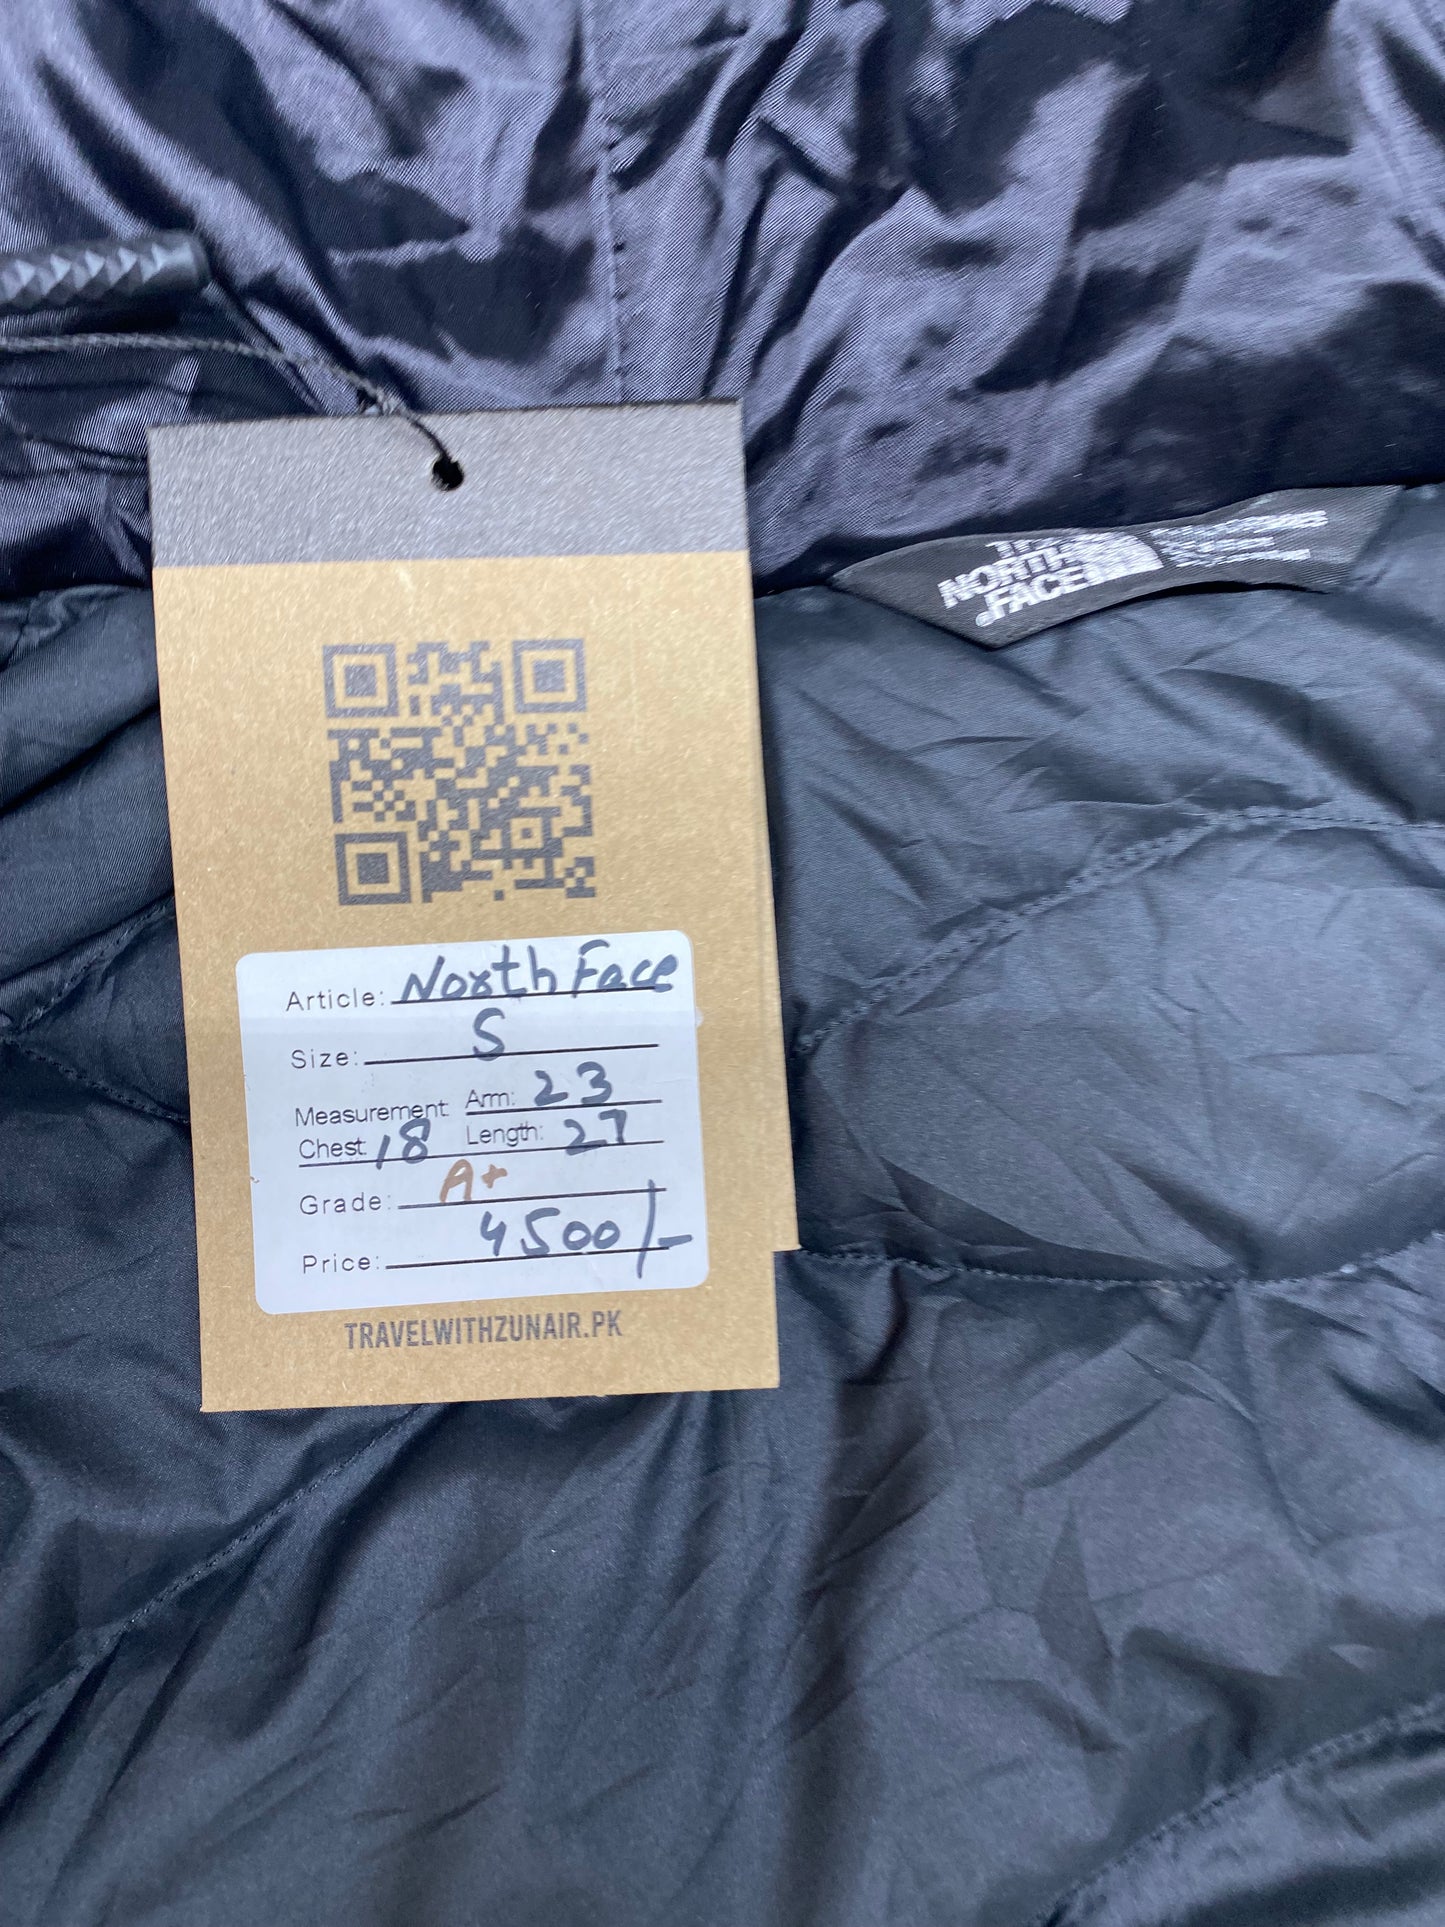 THE
NORTH
FACE
Article: North Face
Size: S
Measurement: Arm: 23
Chest: 18 Length: 27
Grade: A+
Price: 4500/-
TRAVELWITHZUNAIR.PK